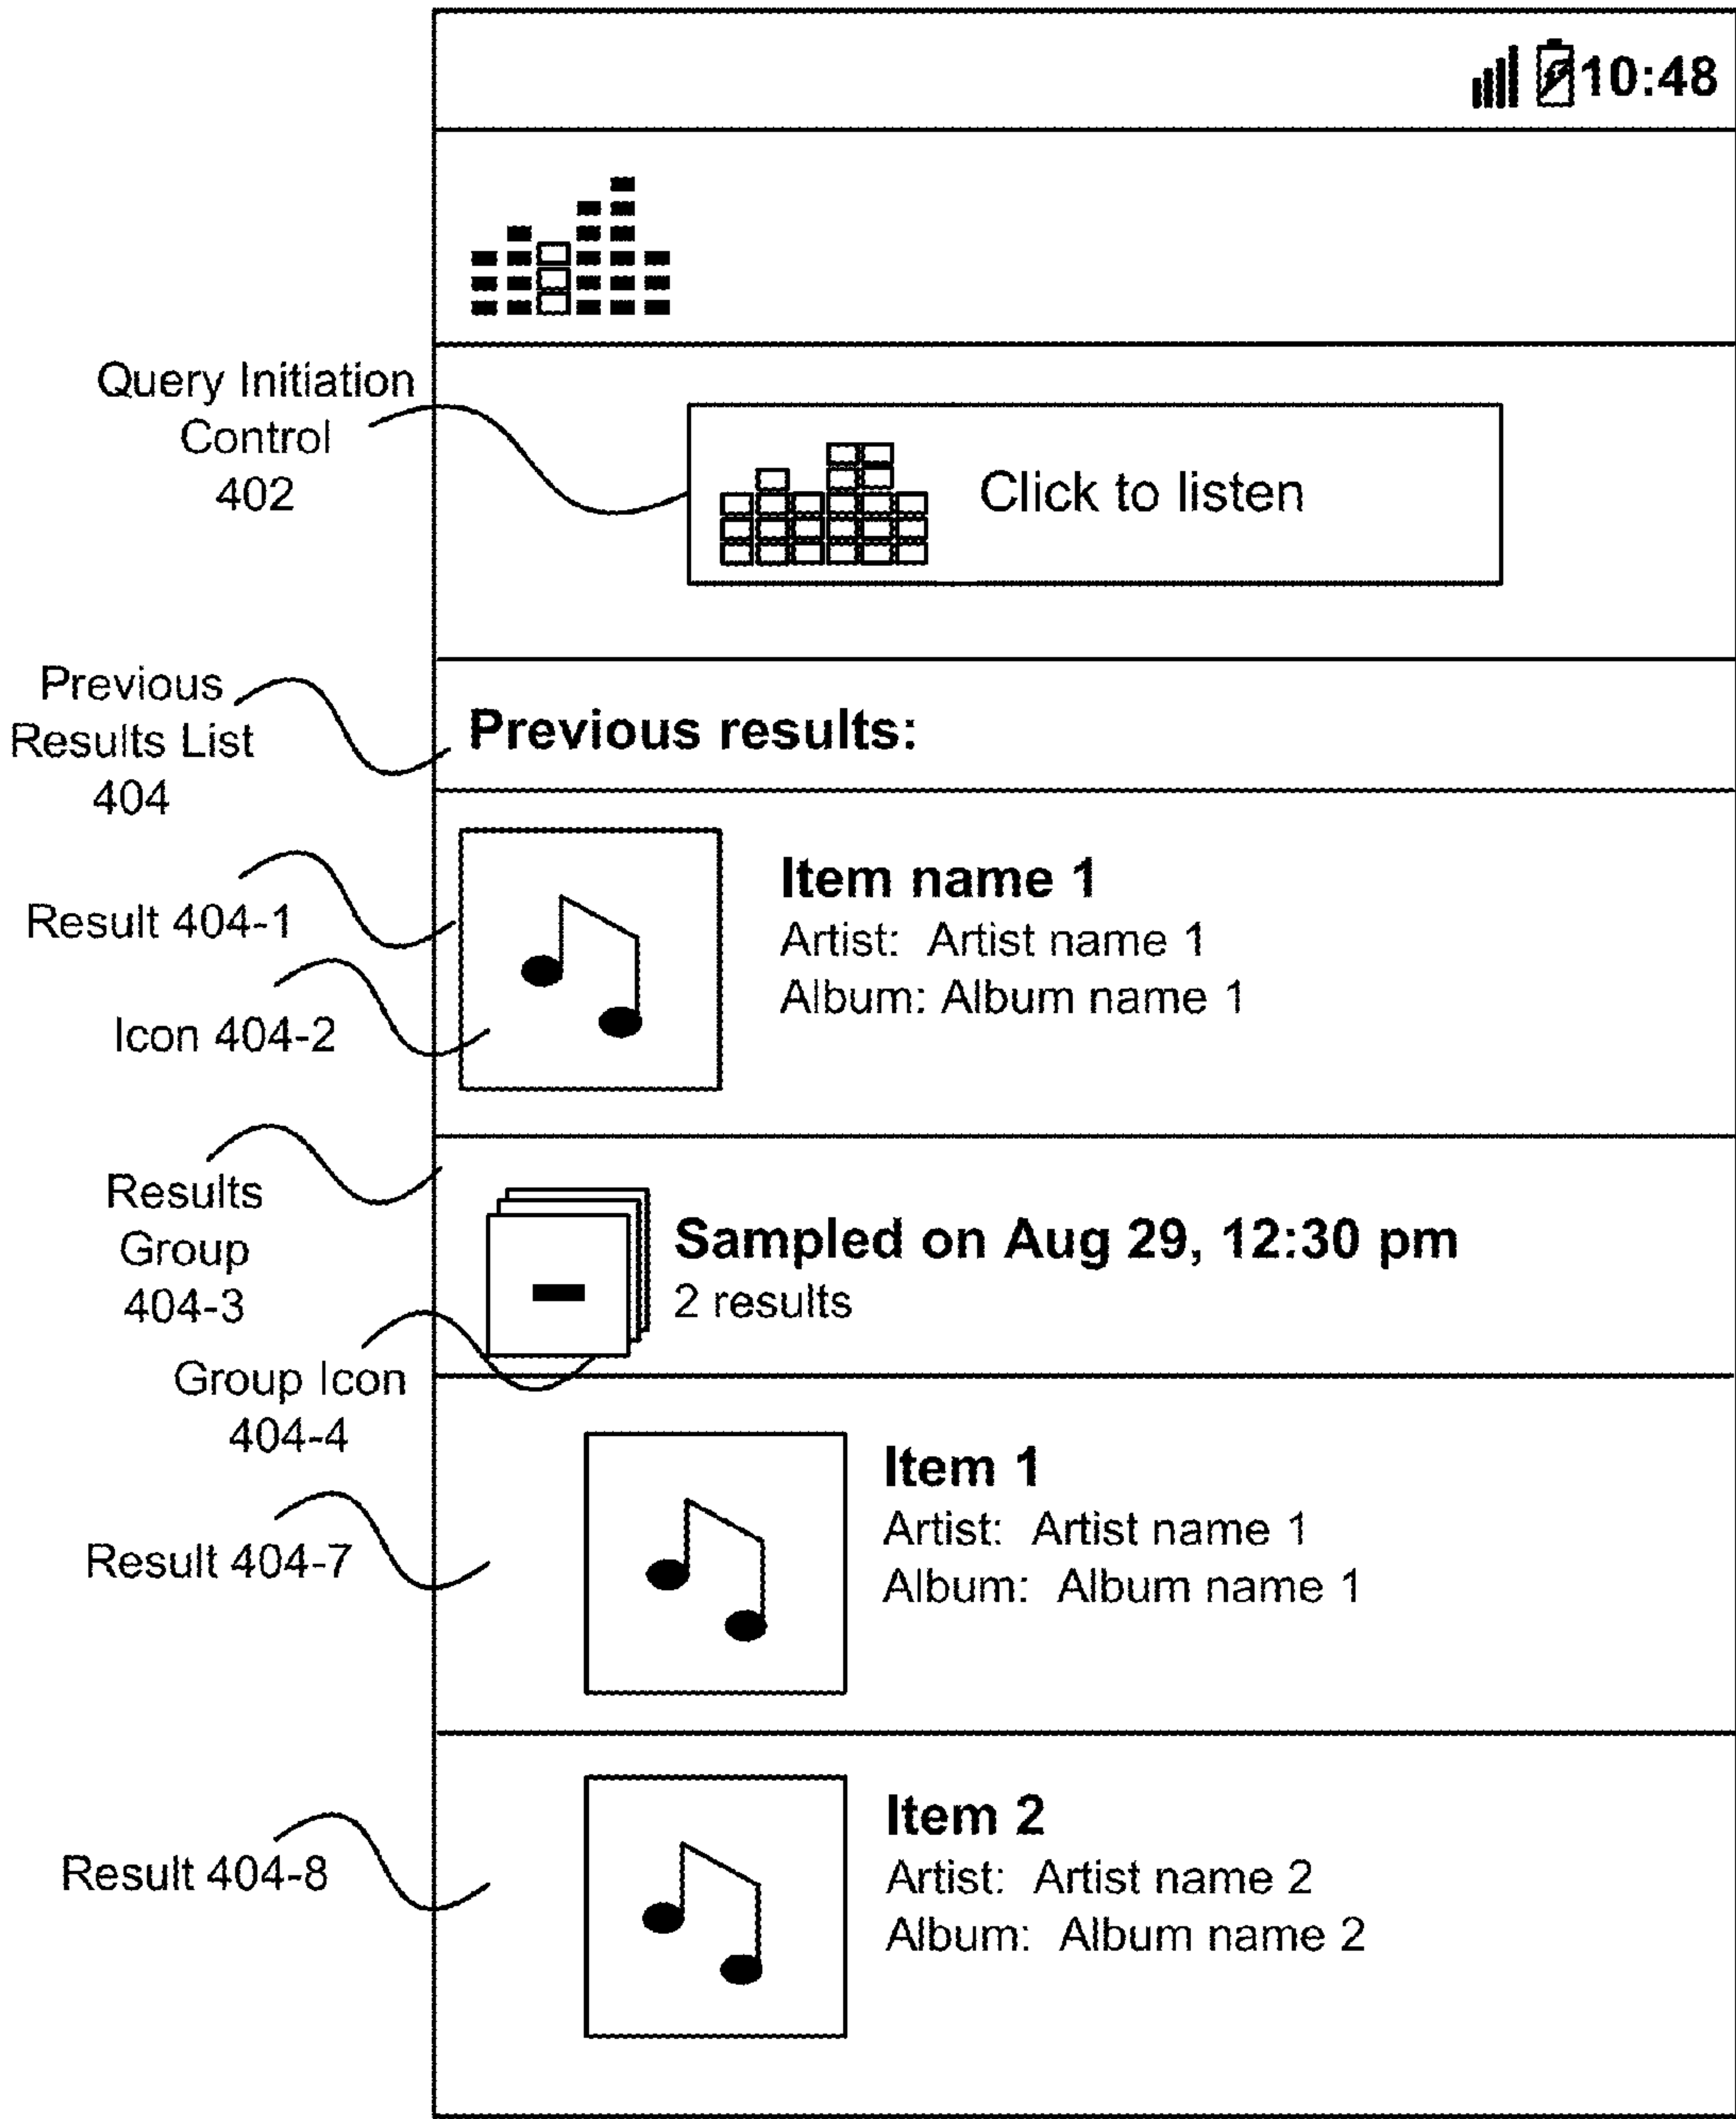 10:48
Query Initiation
Control
402
Click to listen
Previous
Results List
404
Previous results:
Result 404-1
Item name 1
Artist: Artist name 1
Album: Album name 1
Icon 404-2
Results
Group
404-3
Sampled on Aug 29, 12:30 pm
2 results
Group Icon
404-4
Item 1
Artist: Artist name 1
Album: Album name 1
Result 404-7
Item 2
Artist: Artist name 2
Album: Album name 2
Result 404-8